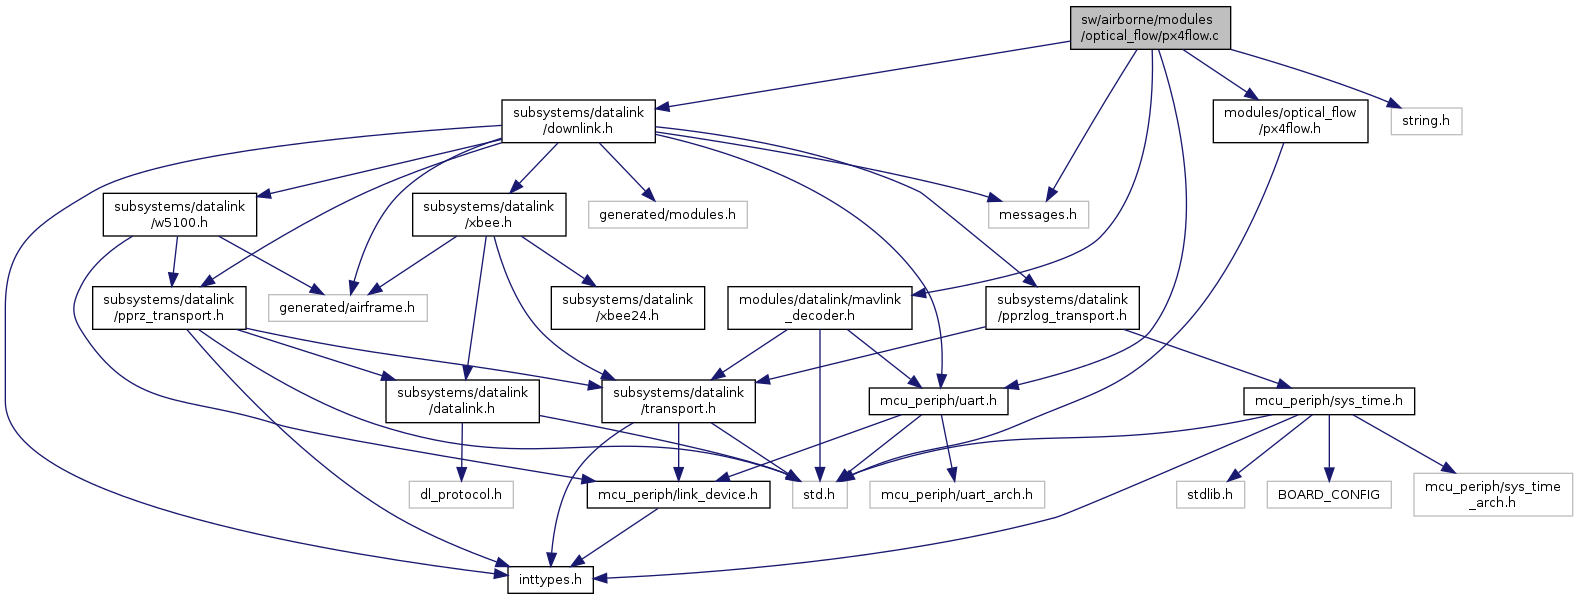 sw/airborne/modules
/optical_flow/px4flow.c
subsystems/datalink
/downlink.h
modules/optical_flow
/px4flow.h
string.h
subsystems/datalink
/w5100.h
subsystems/datalink
/xbee.h
generated/modules.h
messages.h
subsystems/datalink
/pprz_transport.h
generated/airframe.h
subsystems/datalink
/xbee24.h
modules/datalink/mavlink
_decoder.h
subsystems/datalink
/pprzlog_transport.h
subsystems/datalink
/datalink.h
subsystems/datalink
/transport.h
mcu_periph/uart.h
mcu_periph/sys_time.h
dl_protocol.h
mcu_periph/link_device.h
std.h
mcu_periph/uart_arch.h
stdlib.h
BOARD_CONFIG
mcu_periph/sys_time
_arch.h
inttypes.h